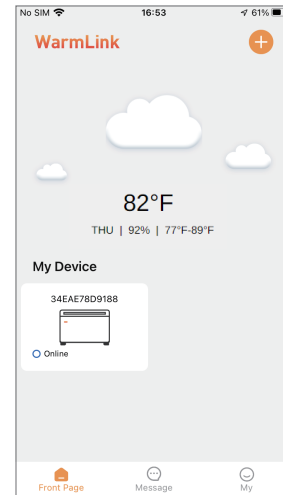 No SIM 16:53 61%
WarmLink
82°F
THU | 92% | 77°F-89°F
My Device
34EAE78D9188
Online
Front Page Message My